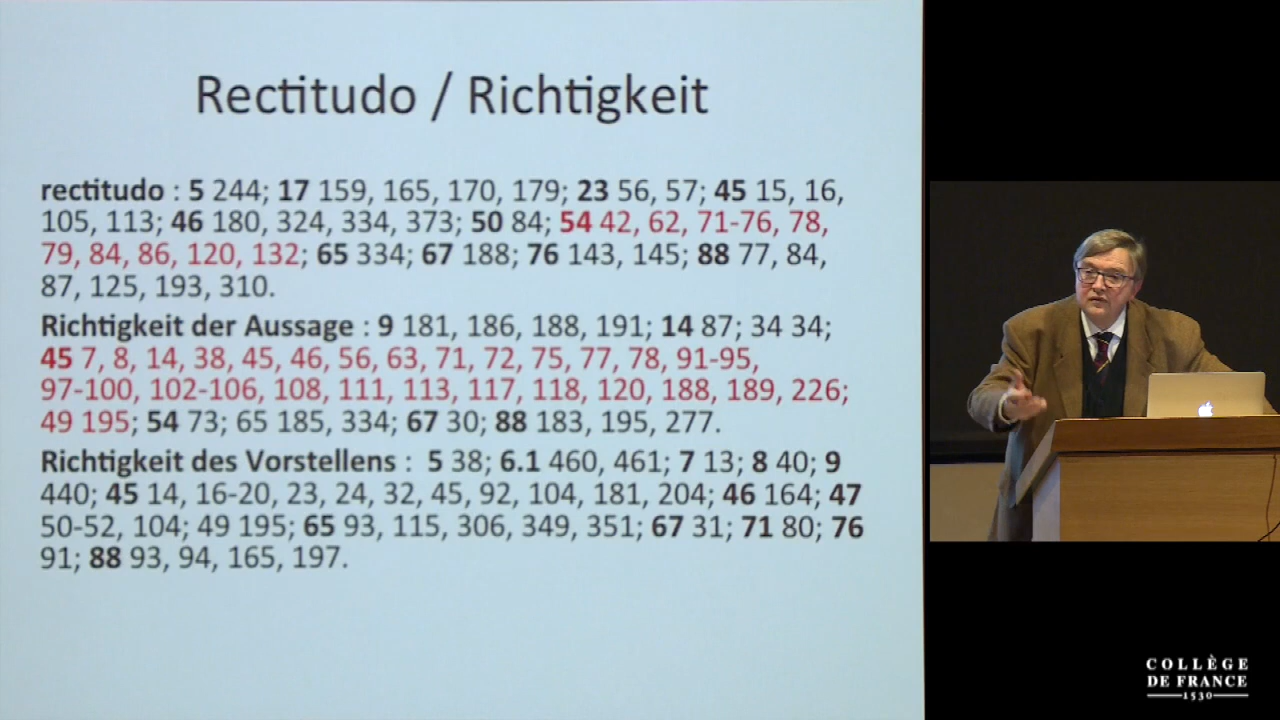 Rectitudo / Richtigkeit
rectitudo : 5 244; 17 159, 165, 170, 179; 23 56, 57; 45 15, 16,
105, 113; 46 180, 324, 334, 373; 50 84; 54 42, 62, 71-76, 78,
79, 84, 86, 120, 132; 65 334; 67 188; 76 143, 145; 88 77, 84,
87, 125, 193, 310.
Richtigkeit der Aussage : 9 181, 186, 188, 191; 14 87; 34 34;
45 7, 8, 14, 38, 45, 46, 56, 63, 71, 72, 75, 77, 78, 91-95,
97-100, 102-106, 108, 111, 113, 117, 118, 120, 188, 189, 226;
49 195; 54 73; 65 185, 334; 67 30; 88 183, 195, 277.
Richtigkeit des Vorstellens : 5 38; 6.1 460, 461; 7 13; 8 40; 9
440; 45 14, 16-20, 23, 24, 32, 45, 92, 104, 181, 204; 46 164; 47
50-52, 104; 49 195; 65 93, 115, 306, 349, 351; 67 31; 71 80; 76
91; 88 93, 94, 165, 197.
COLLÈGE
DE FRANCE
1530